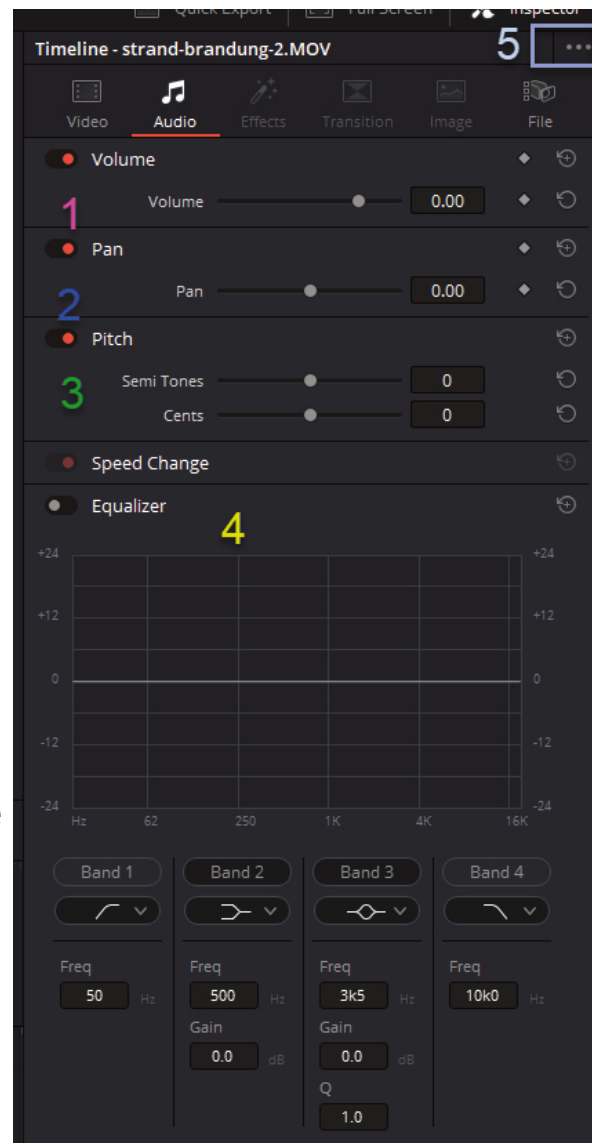 Quick Export Full Screen Inspector
Timeline - strand-brandung-2.MOV 5 •••
Video Audio Effects Transition Image File
Volume
1 Volume 0.00
Pan
2 Pan 0.00
Pitch
3 Semi Tones 0
Cents 0
Speed Change
Equalizer 4
+24 +24
+12 +12
0 0
-12 -12
-24 -24
Hz 62 250 1K 4K 16K
Band 1 Band 2 Band 3 Band 4
Freq Freq Freq Freq
50 Hz 500 Hz 3k5 Hz 10k0 Hz
Gain Gain
0.0 dB 0.0 dB
Q
1.0